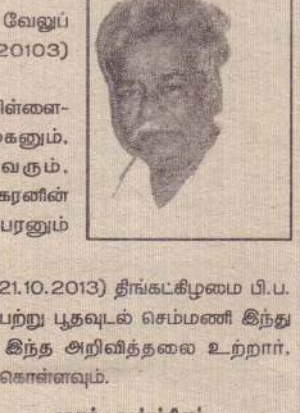 வேலுப்
20103)
ள்ளை-
கனும்,
வரும்,
கரனின்
பரனும்
21.10.2013) திங்கட்கிழமை பி.ப.
பெற்று பூதவுடல் செம்மணி இந்து
இந்த அறிவித்தலை உற்றார்,
கொள்ளவும்.